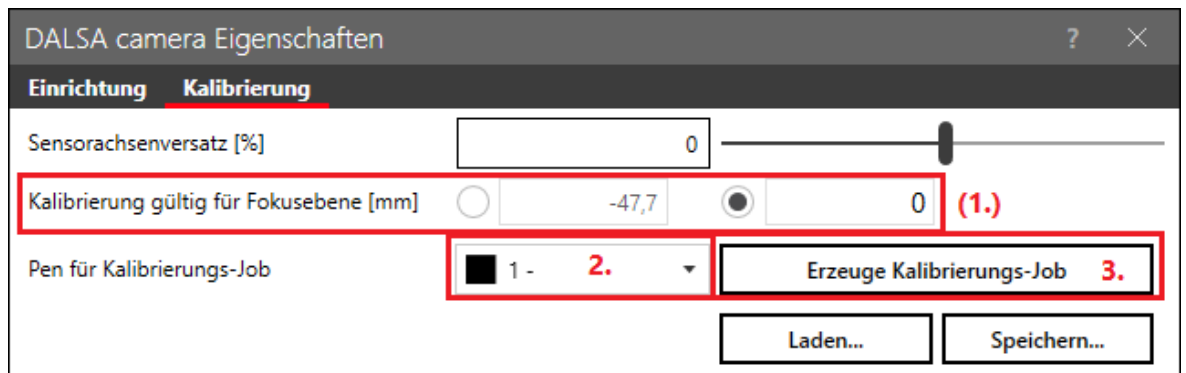 DALSA camera Eigenschaften ?
Einrichtung Kalibrierung
Sensorachsenversatz [%] 0
Kalibrierung gültig für Fokusebene [mm] -47,7 0 (1.)
Pen für Kalibrierungs-Job 1 - 2. Erzeuge Kalibrierungs-Job 3.
Laden... Speichern...